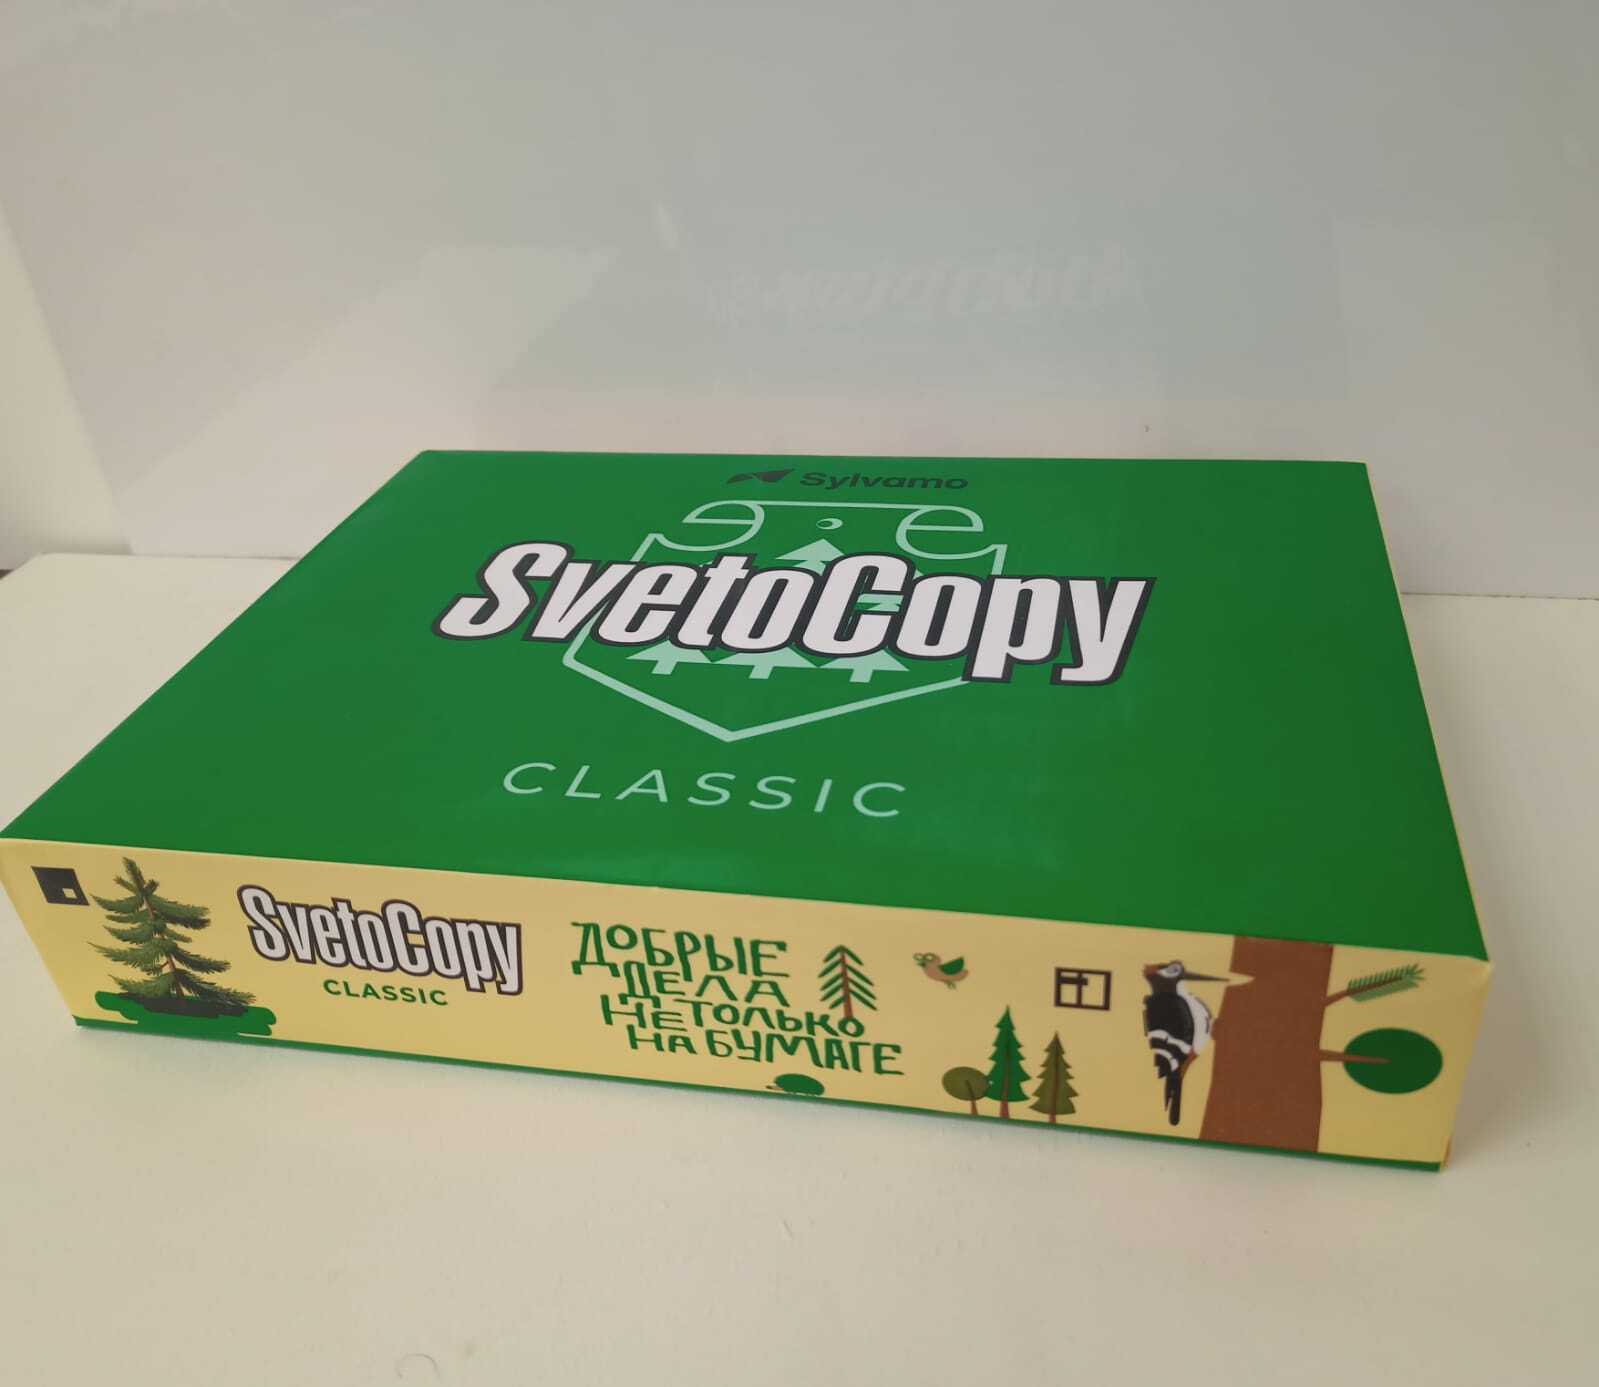 Sylvamo
SvetoCopy
CLASSIC
SvetoCopy
CLASSIC
ДОБРЫЕ
ДЕЛА
НЕ ТОЛЬКО
НА БУМАГЕ